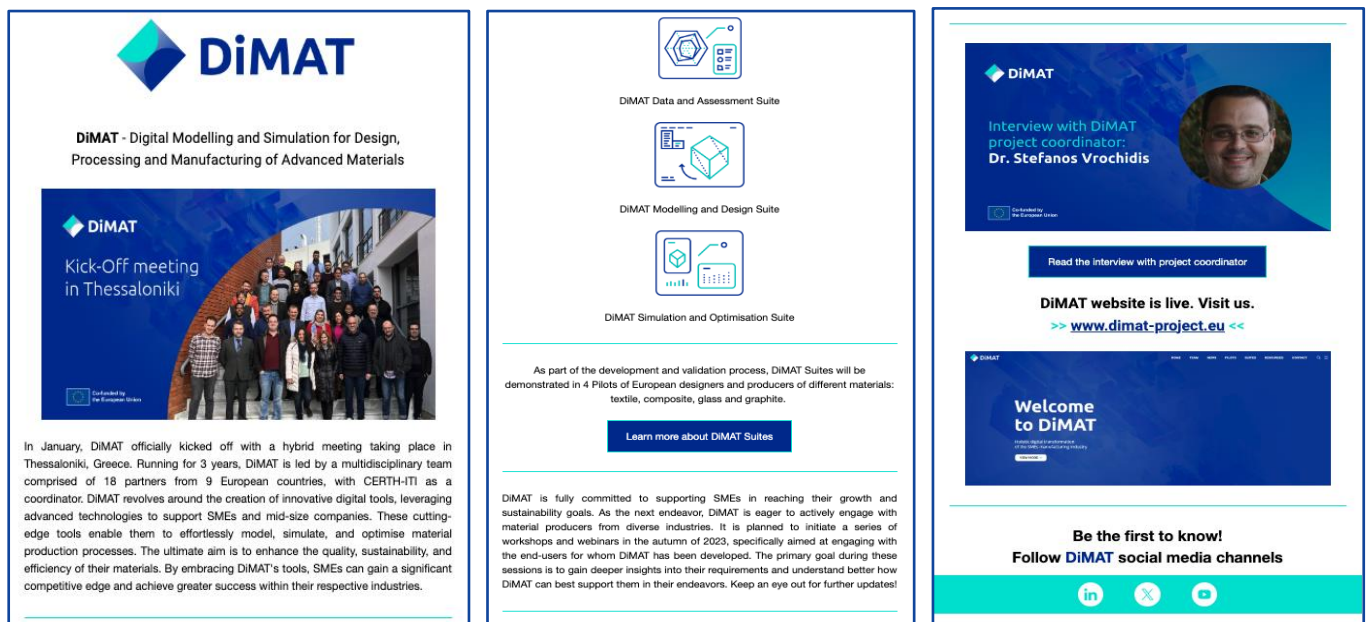 DiMAT
DiMAT - Digital Modelling and Simulation for Design,
Processing and Manufacturing of Advanced Materials
DiMAT
Kick-Off meeting
in Thessaloniki
Co-funded by
the European Union
In January, DiMAT officially kicked off with a hybrid meeting taking place in
Thessaloniki, Greece. Running for 3 years, DiMAT is led by a multidisciplinary team
comprised of 18 partners from 9 European countries, with CERTH-ITI as a
coordinator. DiMAT revolves around the creation of innovative digital tools, leveraging
advanced technologies to support SMEs and mid-size companies. These cutting-
edge tools enable them to effortlessly model, simulate, and optimise material
production processes. The ultimate aim is to enhance the quality, sustainability, and
efficiency of their materials. By embracing DiMAT's tools, SMEs can gain a significant
competitive edge and achieve greater success within their respective industries.
DiMAT Data and Assessment Suite
DiMAT Modelling and Design Suite
DiMAT Simulation and Optimisation Suite
As part of the development and validation process, DiMAT Suites will be
demonstrated in 4 Pilots of European designers and producers of different materials:
textile, composite, glass and graphite.
Learn more about DiMAT Suites
DiMAT is fully committed to supporting SMEs in reaching their growth and
sustainability goals. As the next endeavor, DiMAT is eager to actively engage with
material producers from diverse industries. It is planned to initiate a series of
workshops and webinars in the autumn of 2023, specifically aimed at engaging with
the end-users for whom DiMAT has been developed. The primary goal during these
sessions is to gain deeper insights into their requirements and understand better how
DiMAT can best support them in their endeavors. Keep an eye out for further updates!
DiMAT
Interview with DiMAT
project coordinator:
Dr. Stefanos Vrochidis
Co-funded by
the European Union
Read the interview with project coordinator
DiMAT website is live. Visit us.
>> www.dimat-project.eu <<
DiMAT
HOME TEAM NEWS PILOTS SUITES RESOURCES CONTACT
Welcome
to DiMAT
Holistic digital transformation
of the SMEs manufacturing industry
Be the first to know!
Follow DiMAT social media channels
in X